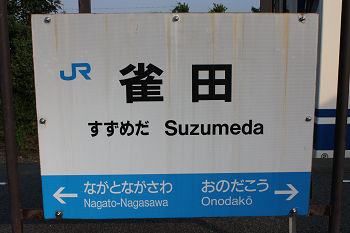 JR
雀田
すずめだ Suzumeda
← ながとながさわ おのだこう →
Nagato-Nagasawa Onodakō